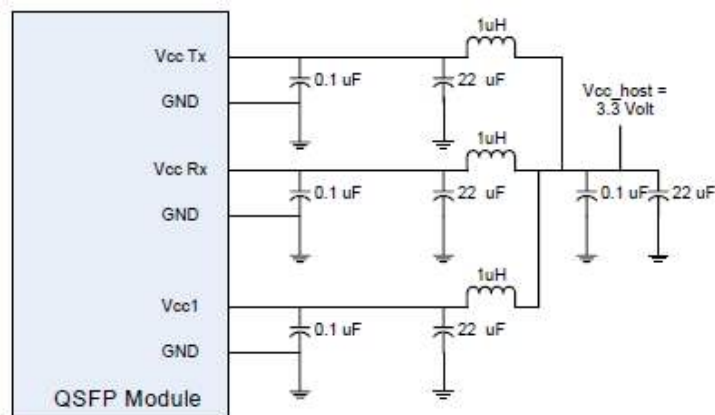 1uH
Vcc Tx
0.1 uF
22 uF
GND
Vcc_host =
3.3 Volt
1uH
Vcc Rx
0.1 uF
22 uF
0.1 uF
22 uF
GND
1uH
Vcc1
0.1 uF
22 uF
GND
QSFP Module